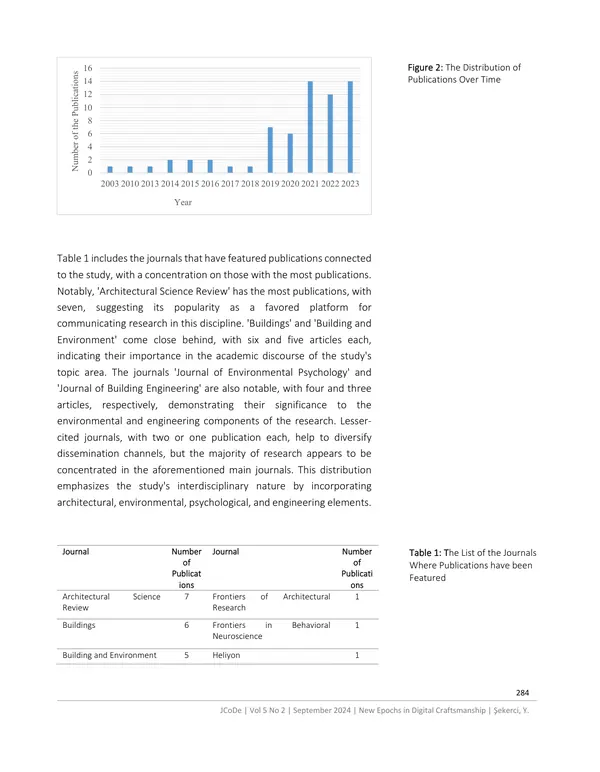 16
14
12
10
8
6
4
2
0
Number of the Publications
2003 2010 2013 2014 2015 2016 2017 2018 2019 2020 2021 2022 2023
Year
Figure 2: The Distribution of
Publications Over Time
Table 1 includes the journals that have featured publications connected
to the study, with a concentration on those with the most publications.
Notably, 'Architectural Science Review' has the most publications, with
seven, suggesting its popularity as a favored platform for
communicating research in this discipline. 'Buildings' and 'Building and
Environment' come close behind, with six and five articles each,
indicating their importance in the academic discourse of the study's
topic area. The journals 'Journal of Environmental Psychology' and
'Journal of Building Engineering' are also notable, with four and three
articles, respectively, demonstrating their significance to the
environmental and engineering components of the research. Lesser-
cited journals, with two or one publication each, help to diversify
dissemination channels, but the majority of research appears to be
concentrated in the aforementioned main journals. This distribution
emphasizes the study's interdisciplinary nature by incorporating
architectural, environmental, psychological, and engineering elements.
Table 1: The List of the Journals
Where Publications have been
Featured
Journal Number Journal Number
of of
Publicat Publicati
ions ons
Architectural Science 7 Frontiers of Architectural 1
Review Research
Buildings 6 Frontiers in Behavioral 1
Neuroscience
Building and Environment 5 Heliyon 1
284
JCoDe | Vol 5 No 2 | September 2024 | New Epochs in Digital Craftsmanship | Şekerci, Y.